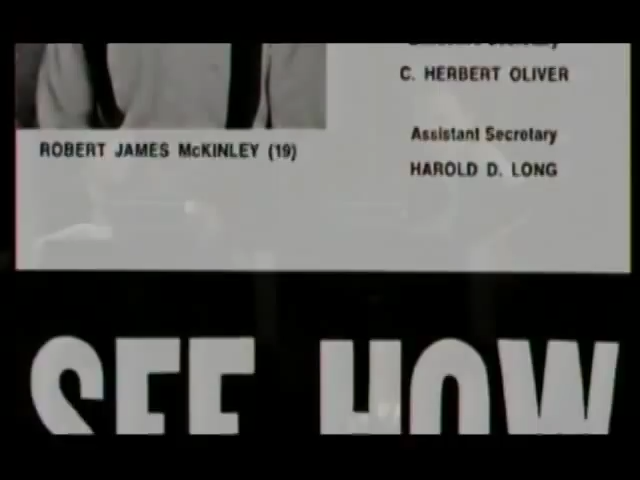 C. HERBERT OLIVER
Assistant Secretary
ROBERT JAMES McKINLEY (19)
HAROLD D. LONG
SEE HOW